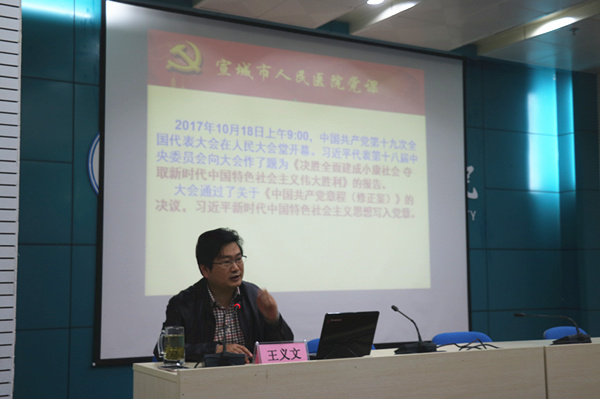 宣城市人民医院党课
2017年10月18日上午9:00，中国共产党第十九次全
国代表大会在人民大会堂开幕。习近平代表第十八届中
央委员会向大会作了题为《决胜全面建成小康社会 夺
取新时代中国特色社会主义伟大胜利》的报告。
大会通过了关于《中国共产党章程（修正案）》的
决议。习近平新时代中国特色社会主义思想写入党章。
王义文